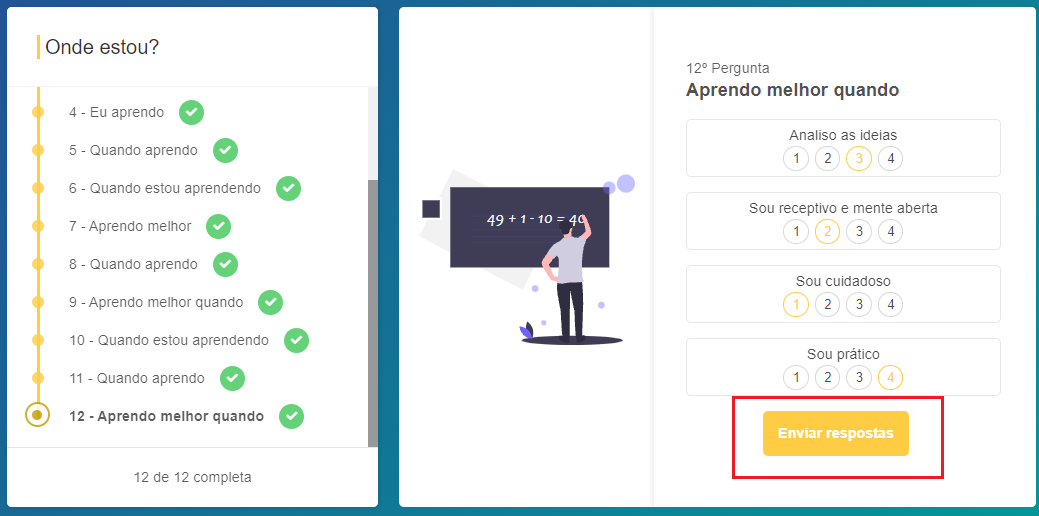 Onde estou?
4 - Eu aprendo
5 - Quando aprendo
6 - Quando estou aprendendo
7 - Aprendo melhor
8 - Quando aprendo
9 - Aprendo melhor quando
10 - Quando estou aprendendo
11 - Quando aprendo
12 - Aprendo melhor quando
12 de 12 completa
49 + 1 - 10 = 40
12º Pergunta
Aprendo melhor quando
Analiso as ideias
1 2 3 4
Sou receptivo e mente aberta
1 2 3 4
Sou cuidadoso
1 2 3 4
Sou prático
1 2 3 4
Enviar respostas